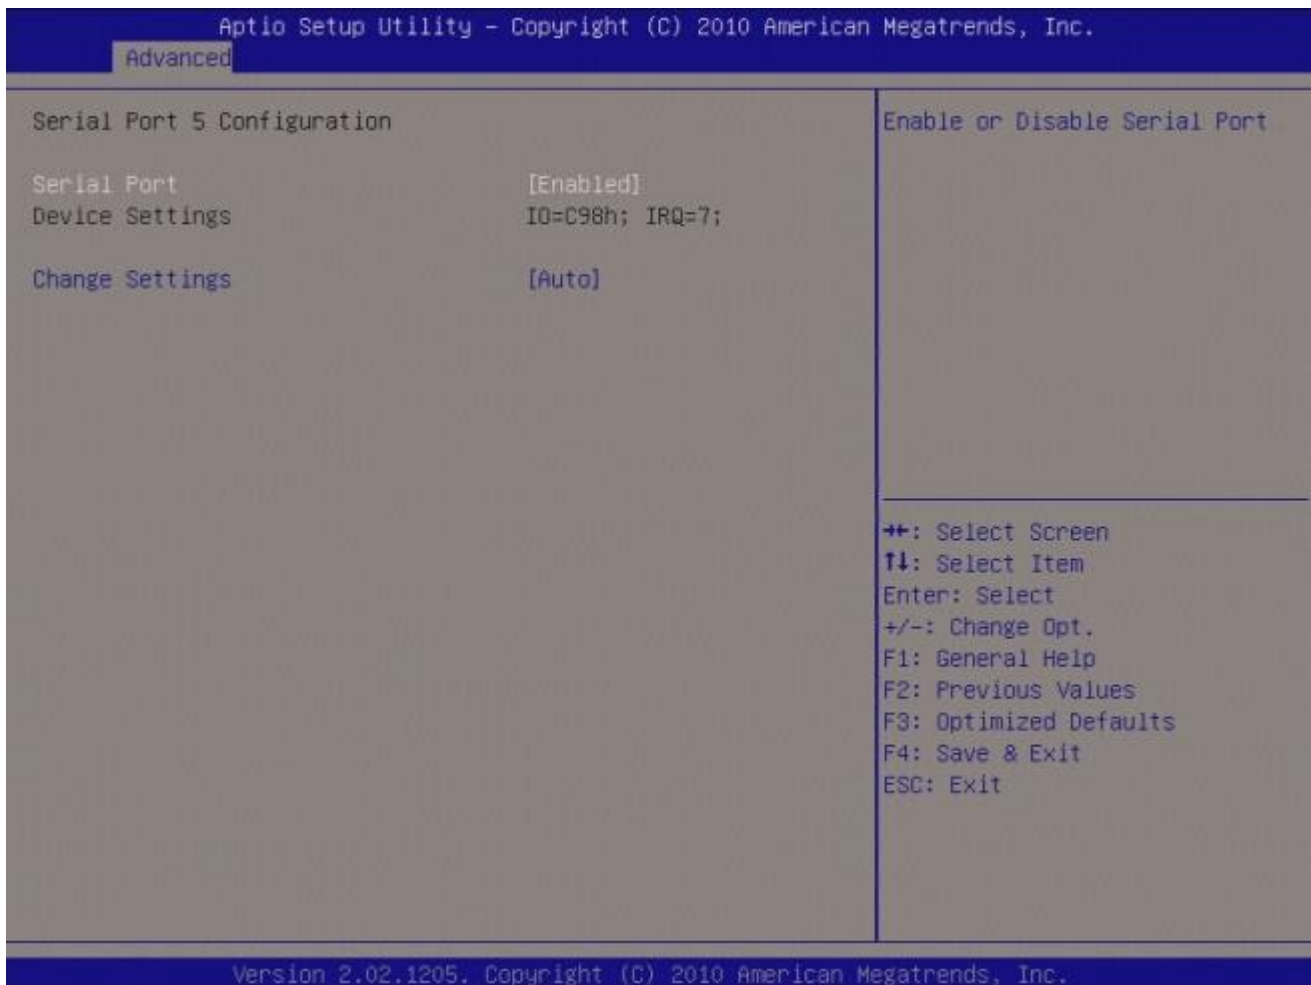 Aptio Setup Utility – Copyright (C) 2010 American Megatrends, Inc.
Advanced
Serial Port 5 Configuration
Serial Port [Enabled]
Device Settings IO=C98h; IRQ=7;
Change Settings [Auto]
Enable or Disable Serial Port
→←: Select Screen
↑↓: Select Item
Enter: Select
+/-: Change Opt.
F1: General Help
F2: Previous Values
F3: Optimized Defaults
F4: Save & Exit
ESC: Exit
Version 2.02.1205. Copyright (C) 2010 American Megatrends, Inc.